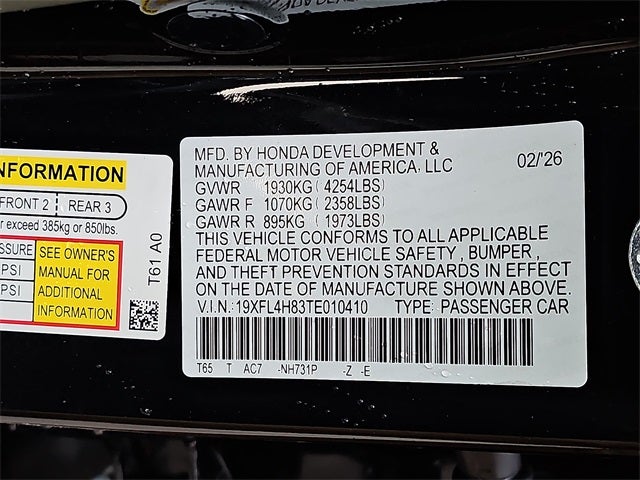 NFORMATION
FRONT 2 | REAR 3
or exceed 385kg or 850lbs.
SSURE
PSI
PSI
SEE OWNER'S
MANUAL FOR
ADDITIONAL
INFORMATION
T61 A0
MFD. BY HONDA DEVELOPMENT &
MANUFACTURING OF AMERICA, LLC 02/'26
GVWR 1930KG ( 4254LBS)
GAWR F 1070KG ( 2358LBS)
GAWR R 895KG ( 1973LBS)
THIS VEHICLE CONFORMS TO ALL APPLICABLE
FEDERAL MOTOR VEHICLE SAFETY , BUMPER ,
AND THEFT PREVENTION STANDARDS IN EFFECT
ON THE DATE OF MANUFACTURE SHOWN ABOVE.
V.I.N. : 19XFL4H83TE010410 TYPE: PASSENGER CAR
T65 T AC7 -NH731P -Z -E